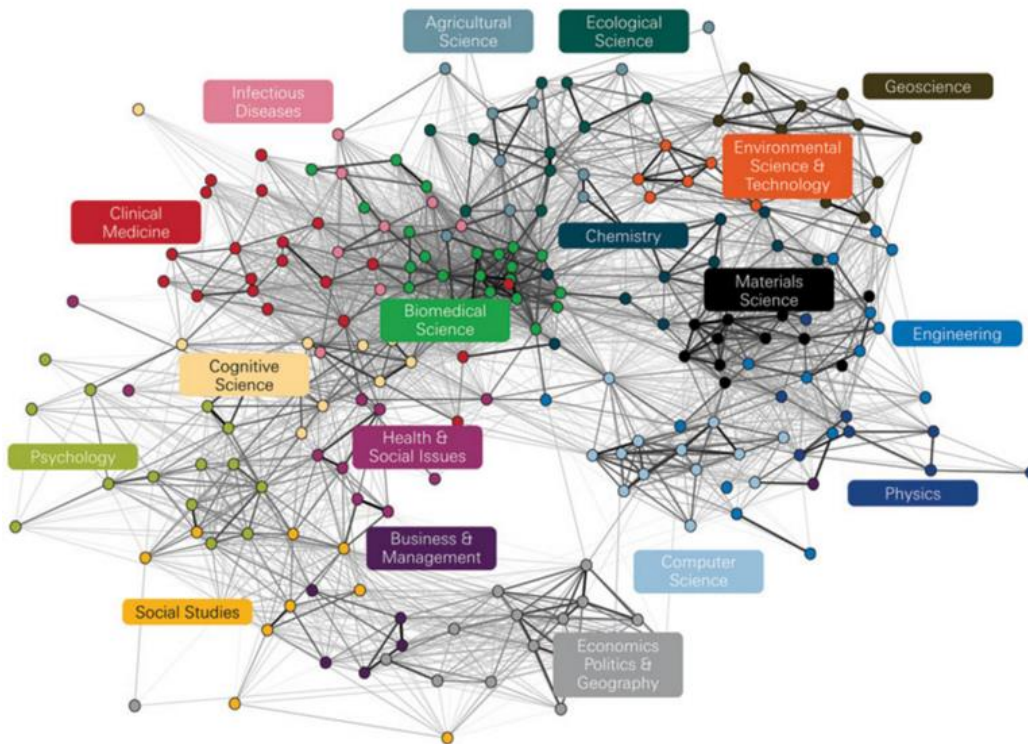 Agricultural
Science
Ecological
Science
Infectious
Diseases
Geoscience
Environmental
Science &
Technology
Clinical
Medicine
Chemistry
Materials
Science
Biomedical
Science
Engineering
Cognitive
Science
Health &
Social Issues
Psychology
Physics
Business &
Management
Computer
Science
Social Studies
Economics
Politics &
Geography